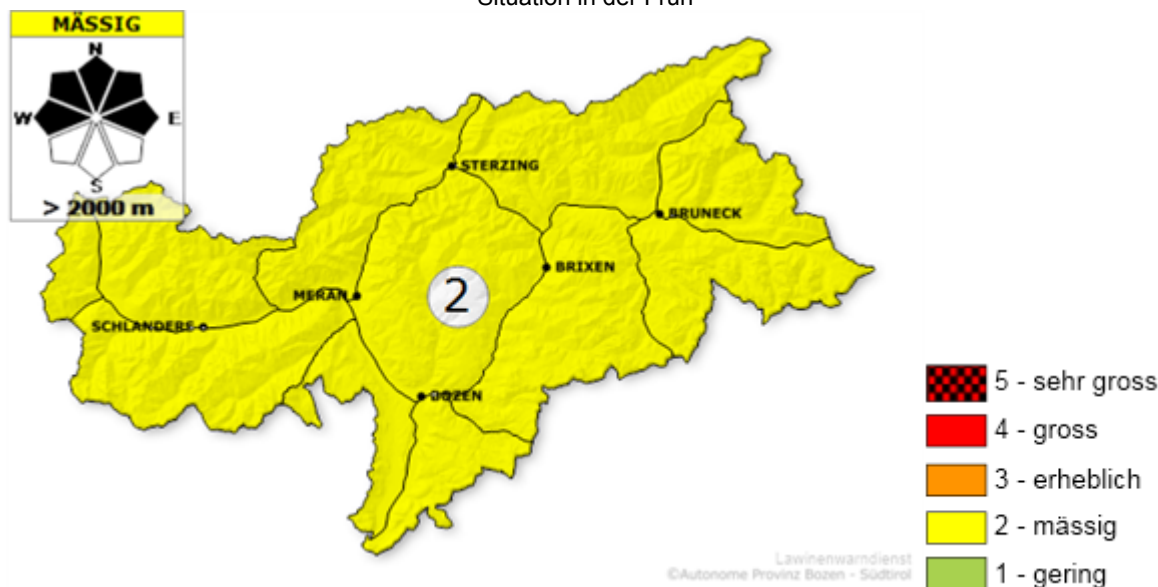 Situation in der Früh
MÄSSIG
N
W E
S
> 2000 m
STERZING
BRUNECK
BRIXEN
MERAN
2
SCHLANDERS
BOZEN
5 - sehr gross
4 - gross
3 - erheblich
2 - mässig
1 - gering
Lawinenwarndienst
©Autonome Provinz Bozen - Südtirol